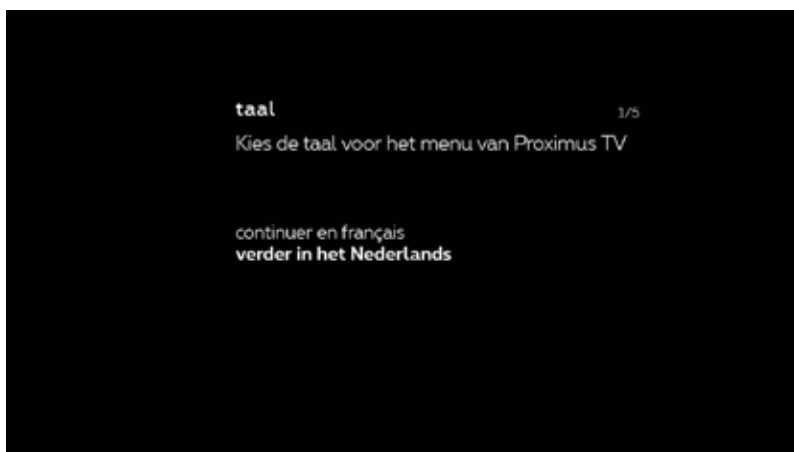 taal 1/5
Kies de taal voor het menu van Proximus TV
continuer en français
verder in het Nederlands